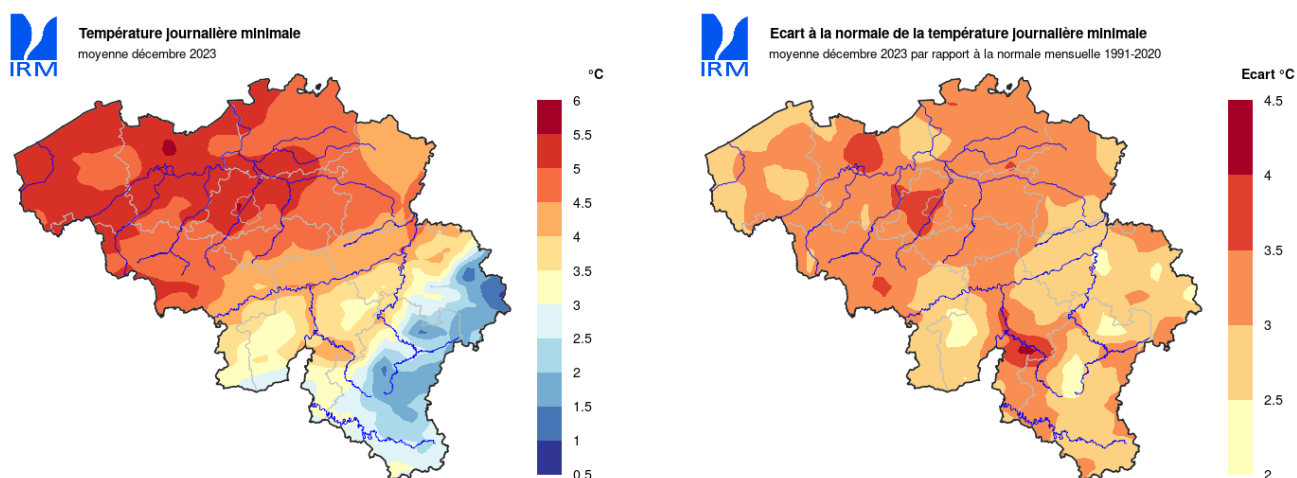 IRM
Température journalière minimale
moyenne décembre 2023
°C
6
5.5
5
4.5
4
3.5
3
2.5
2
1.5
1
0.5
IRM
Ecart à la normale de la température journalière minimale
moyenne décembre 2023 par rapport à la normale mensuelle 1991-2020
Ecart °C
4.5
4
3.5
3
2.5
2